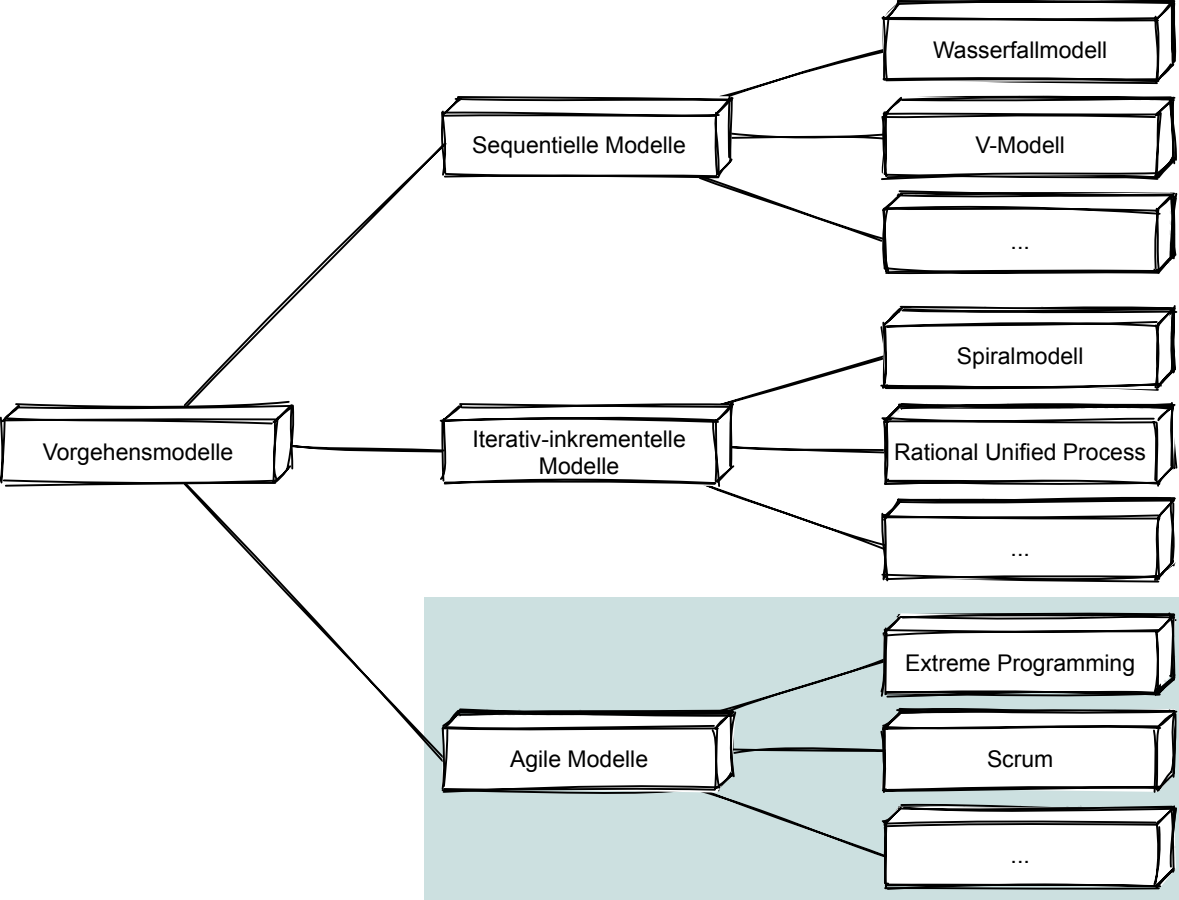 Wasserfallmodell
Sequentielle Modelle
V-Modell
...
Spiralmodell
Vorgehensmodelle
Iterativ-inkrementelle
Modelle
Rational Unified Process
...
Extreme Programming
Agile Modelle
Scrum
...